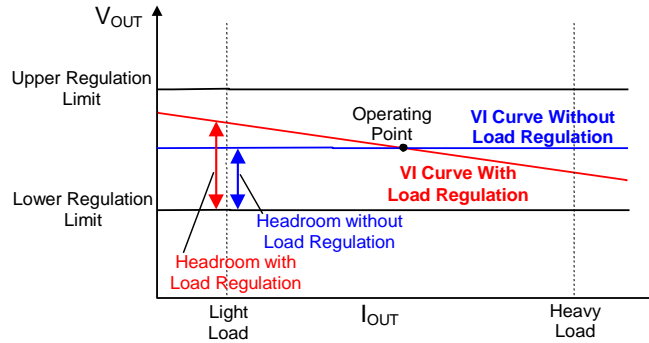 VOUT
Upper Regulation
Limit
Operating
Point
VI Curve Without
Load Regulation
VI Curve With
Load Regulation
Lower Regulation
Limit
Headroom without
Load Regulation
Headroom with
Load Regulation
Light
Load
IOUT
Heavy
Load